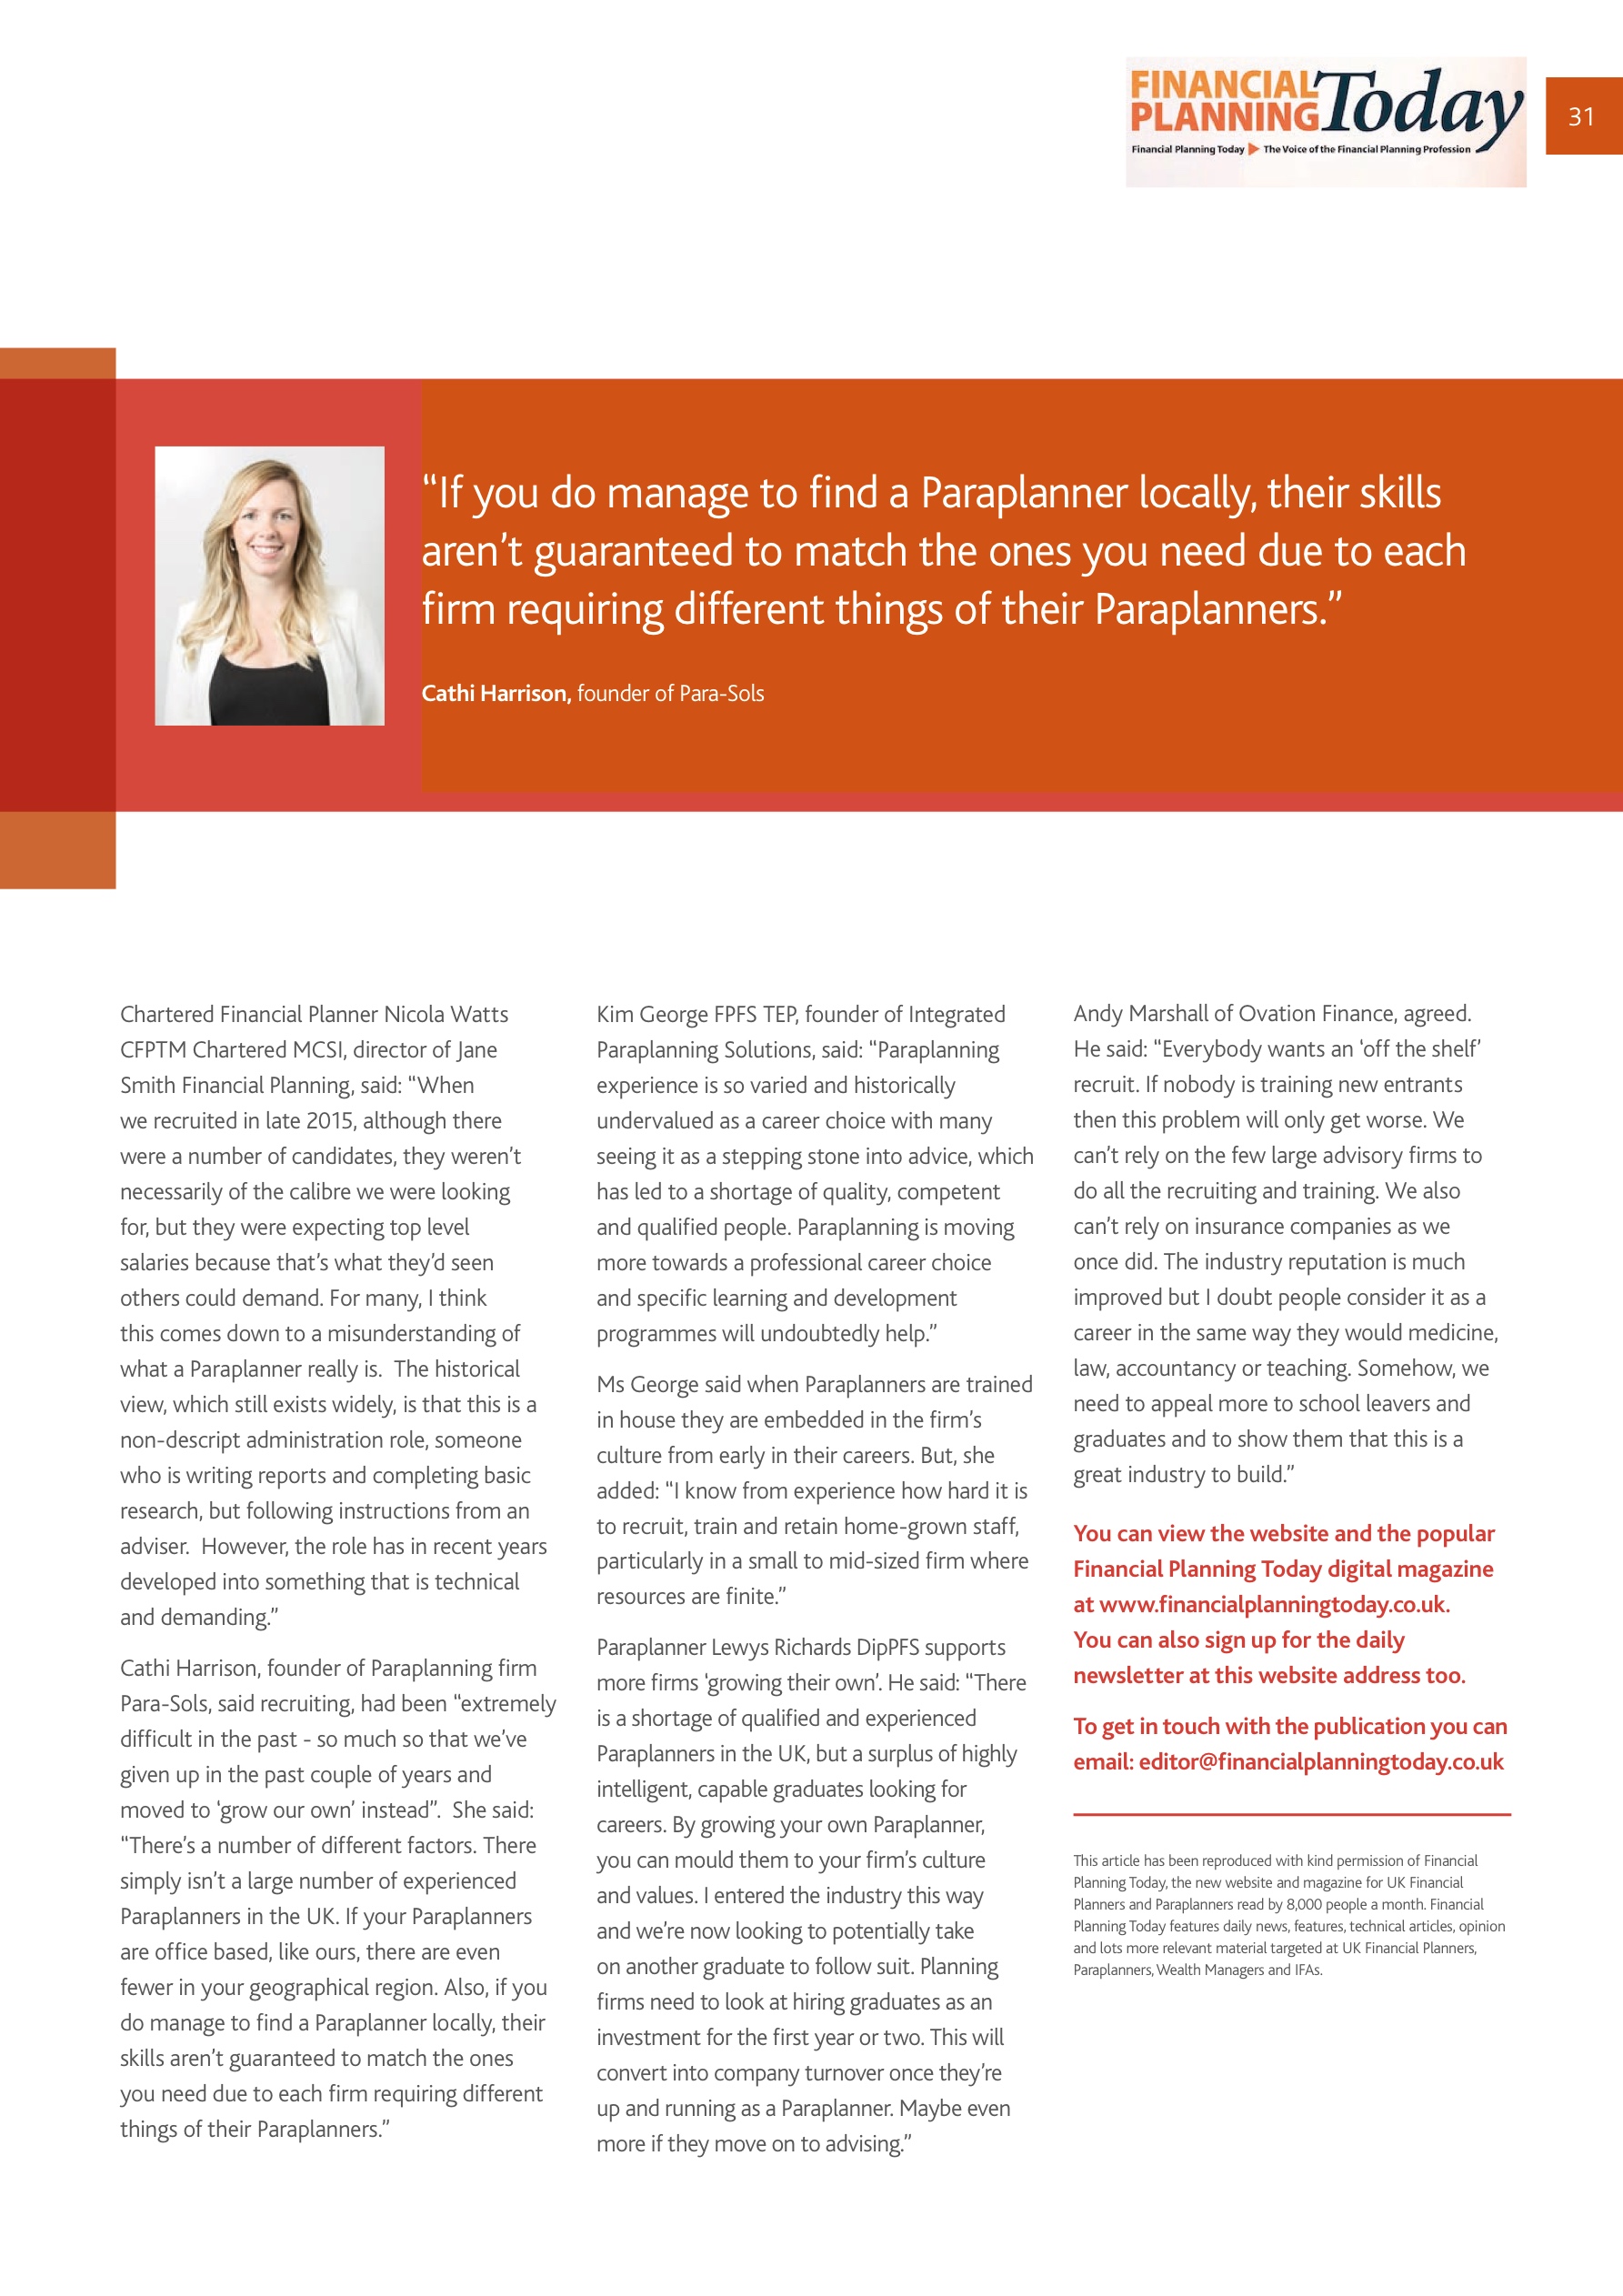 FINANCIAL
PLANNING Today
Financial Planning Today The Voice of the Financial Planning Profession
31
“If you do manage to find a Paraplanner locally, their skills
aren’t guaranteed to match the ones you need due to each
firm requiring different things of their Paraplanners.”
Cathi Harrison, founder of Para-Sols
Chartered Financial Planner Nicola Watts
CFPTM Chartered MCSI, director of Jane
Smith Financial Planning, said: “When
we recruited in late 2015, although there
were a number of candidates, they weren’t
necessarily of the calibre we were looking
for, but they were expecting top level
salaries because that’s what they’d seen
others could demand. For many, I think
this comes down to a misunderstanding of
what a Paraplanner really is.  The historical
view, which still exists widely, is that this is a
non-descript administration role, someone
who is writing reports and completing basic
research, but following instructions from an
adviser.  However, the role has in recent years
developed into something that is technical
and demanding.”
Cathi Harrison, founder of Paraplanning firm
Para-Sols, said recruiting, had been “extremely
difficult in the past - so much so that we’ve
given up in the past couple of years and
moved to ‘grow our own’ instead”.  She said:
“There’s a number of different factors. There
simply isn’t a large number of experienced
Paraplanners in the UK. If your Paraplanners
are office based, like ours, there are even
fewer in your geographical region. Also, if you
do manage to find a Paraplanner locally, their
skills aren’t guaranteed to match the ones
you need due to each firm requiring different
things of their Paraplanners.”
Kim George FPFS TEP, founder of Integrated
Paraplanning Solutions, said: “Paraplanning
experience is so varied and historically
undervalued as a career choice with many
seeing it as a stepping stone into advice, which
has led to a shortage of quality, competent
and qualified people. Paraplanning is moving
more towards a professional career choice
and specific learning and development
programmes will undoubtedly help.”
Ms George said when Paraplanners are trained
in house they are embedded in the firm’s
culture from early in their careers. But, she
added: “I know from experience how hard it is
to recruit, train and retain home-grown staff,
particularly in a small to mid-sized firm where
resources are finite.”
Paraplanner Lewys Richards DipPFS supports
more firms ‘growing their own’. He said: “There
is a shortage of qualified and experienced
Paraplanners in the UK, but a surplus of highly
intelligent, capable graduates looking for
careers. By growing your own Paraplanner,
you can mould them to your firm’s culture
and values. I entered the industry this way
and we’re now looking to potentially take
on another graduate to follow suit. Planning
firms need to look at hiring graduates as an
investment for the first year or two. This will
convert into company turnover once they’re
up and running as a Paraplanner. Maybe even
more if they move on to advising.”
Andy Marshall of Ovation Finance, agreed.
He said: “Everybody wants an ‘off the shelf’
recruit. If nobody is training new entrants
then this problem will only get worse. We
can’t rely on the few large advisory firms to
do all the recruiting and training. We also
can’t rely on insurance companies as we
once did. The industry reputation is much
improved but I doubt people consider it as a
career in the same way they would medicine,
law, accountancy or teaching. Somehow, we
need to appeal more to school leavers and
graduates and to show them that this is a
great industry to build.”
You can view the website and the popular
Financial Planning Today digital magazine
at www.financialplanningtoday.co.uk.
You can also sign up for the daily
newsletter at this website address too.
To get in touch with the publication you can
email: editor@financialplanningtoday.co.uk
This article has been reproduced with kind permission of Financial
Planning Today, the new website and magazine for UK Financial
Planners and Paraplanners read by 8,000 people a month. Financial
Planning Today features daily news, features, technical articles, opinion
and lots more relevant material targeted at UK Financial Planners,
Paraplanners, Wealth Managers and IFAs.